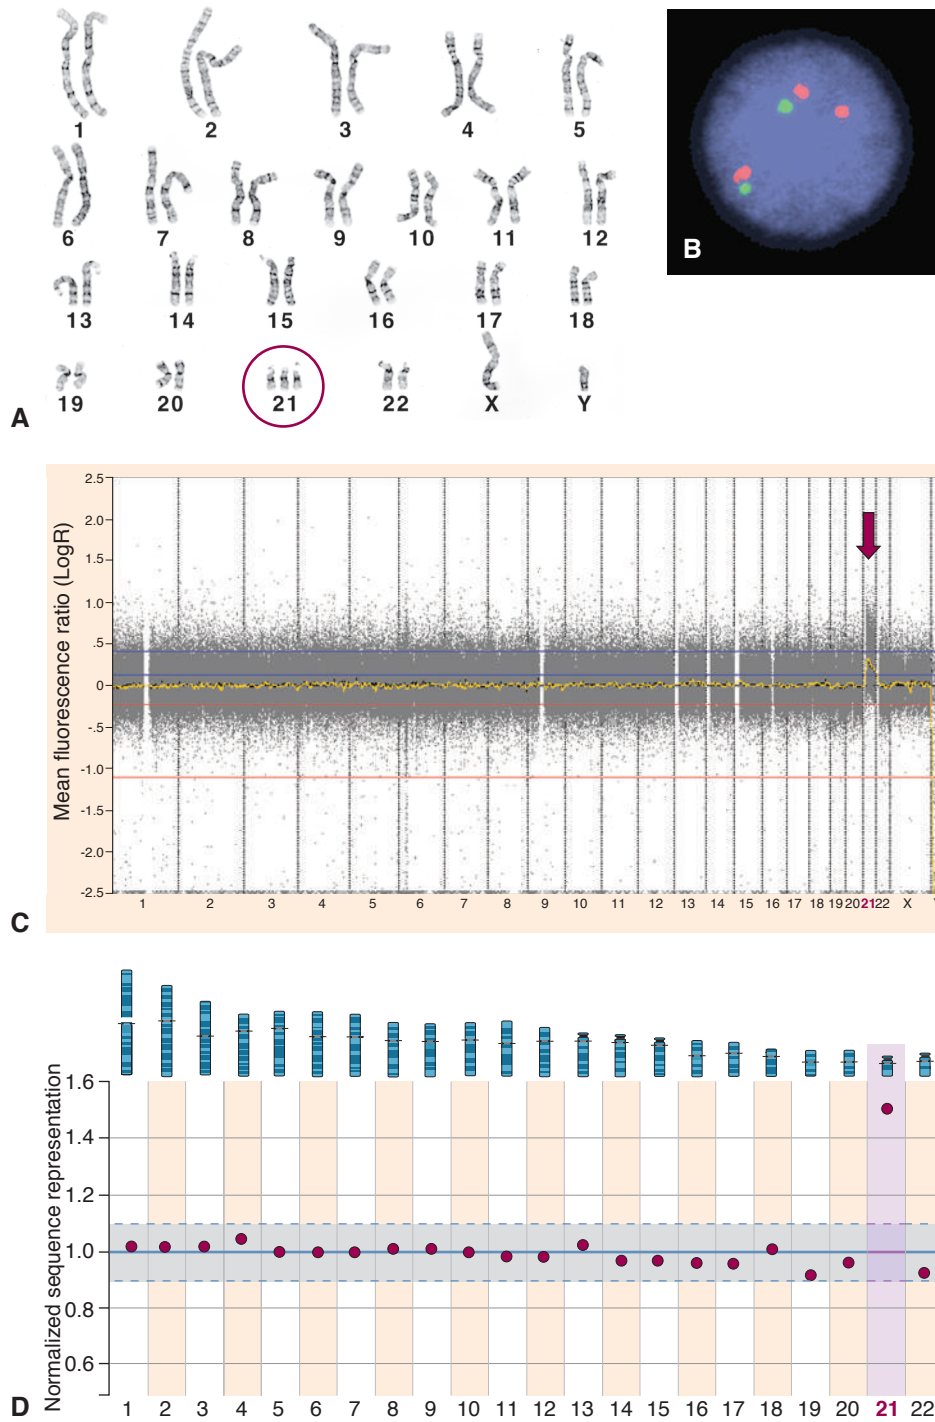 1 2 3 4 5
6 7 8 9 10 11 12
13 14 15 16 17 18
19 20 21 22 X Y
A
B
Mean fluorescence ratio (LogR)
2.5
2.0
1.5
1.0
.5
0
-.5
-1.0
-1.5
-2.0
-2.5
1 2 3 4 5 6 7 8 9 10 11 12 13 14 15 16 17 18 19 20 21 22 X
C
Normalized sequence representation
1.6
1.4
1.2
1.0
0.8
0.6
1 2 3 4 5 6 7 8 9 10 11 12 13 14 15 16 17 18 19 20 21 22
D